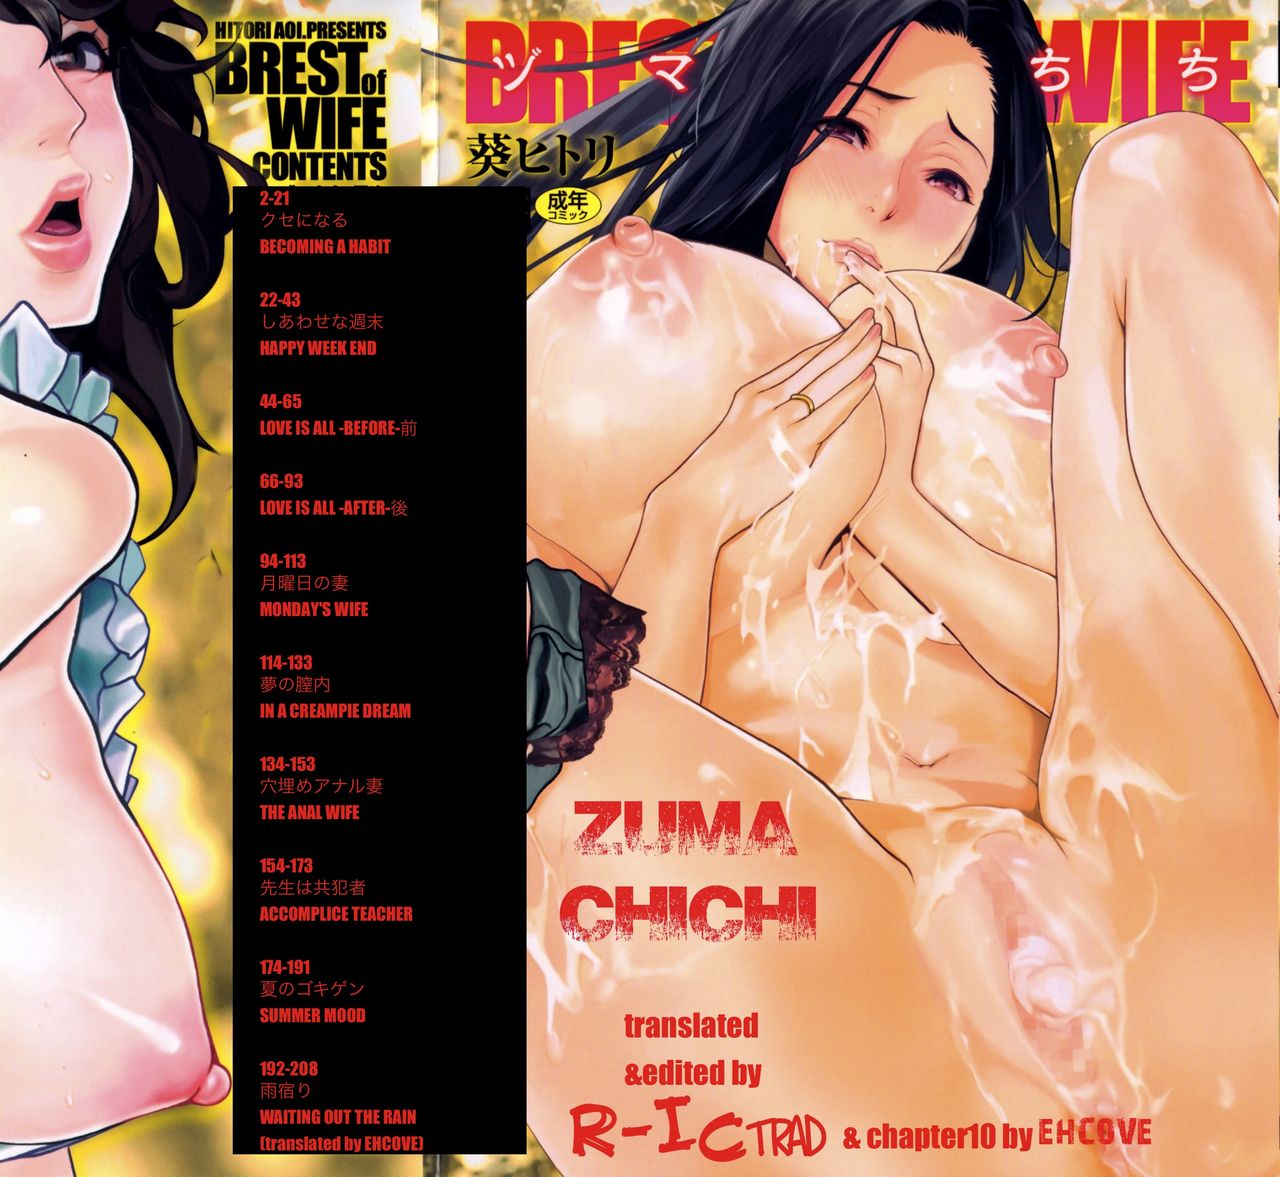 HITORI AOI.PRESENTS
BREST of
WIFE
CONTENTS
2-21
クセになる
BECOMING A HABIT
22-43
しあわせな週末
HAPPY WEEK END
44-65
LOVE IS ALL -BEFORE-前
66-93
LOVE IS ALL -AFTER-後
94-113
月曜日の妻
MONDAY'S WIFE
114-133
夢の膣内
IN A CREAMPIE DREAM
134-153
穴埋めアナル妻
THE ANAL WIFE
154-173
先生は共犯者
ACCOMPLICE TEACHER
174-191
夏のゴキゲン
SUMMER MOOD
192-208
雨宿り
WAITING OUT THE RAIN
(translated by EHCOVE)
BREST WIFE
ヅマちち
葵ヒトリ
成年
コミック
ZUMA
CHICHI
translated
&edited by
R-ICTRAD & chapter10 by EHCOVE